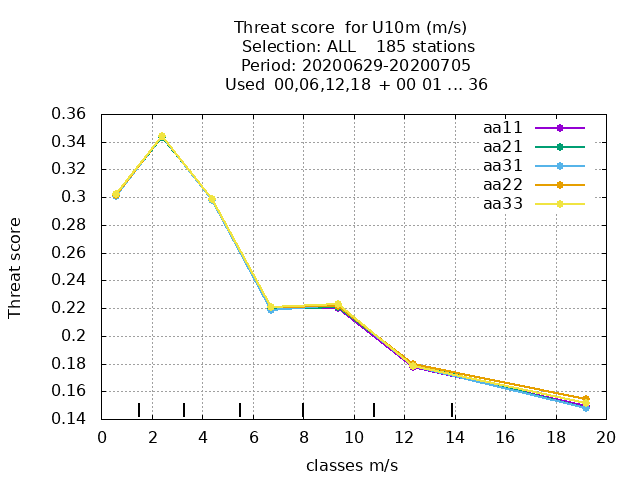 Threat score  for U10m (m/s)
Selection: ALL    185 stations
Period: 20200629-20200705
Used  00,06,12,18  + 00 01 ... 36
aa11
aa21
aa31
aa22
aa33
Threat score
0.36
0.34
0.32
0.3
0.28
0.26
0.24
0.22
0.2
0.18
0.16
0.14
0 2 4 6 8 10 12 14 16 18 20
classes m/s